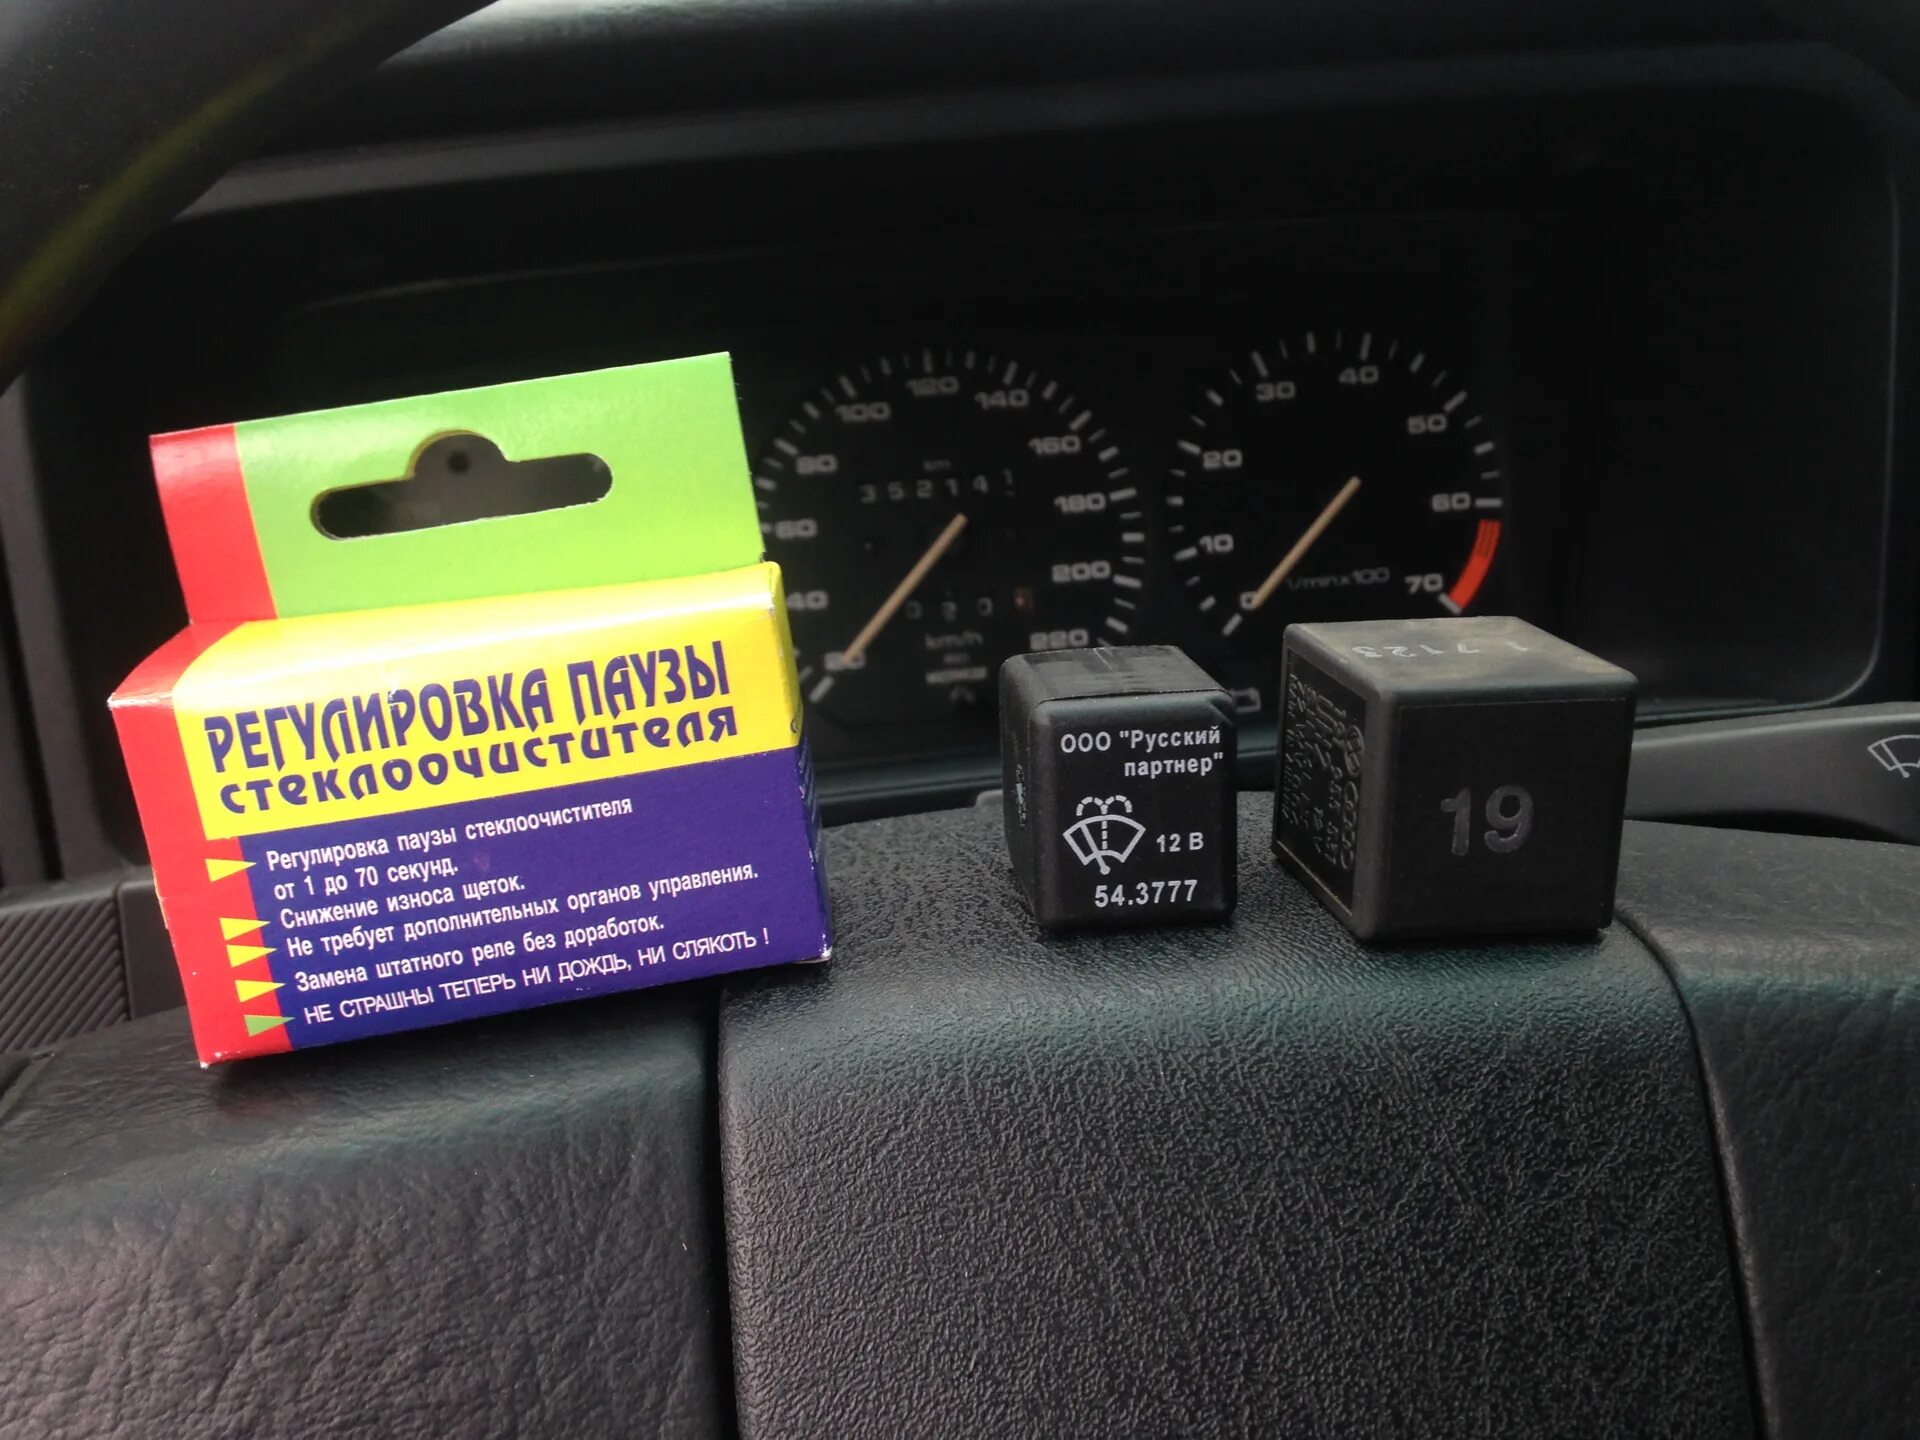 РЕГУЛИРОВКА ПАУЗЫ
стеклоочистителя
Регулировка паузы стеклоочистителя
от 1 до 70 секунд.
Снижение износа щеток.
Не требует дополнительных органов управления.
Замена штатного реле без доработок.
НЕ СТРАШНЫ ТЕПЕРЬ НИ ДОЖДЬ, НИ СЛЯКОТЬ !
40
60
80
100
120
140
160
180
200
220
km
352141
km/h
0
10
20
30
40
50
60
70
1/min x 100
ООО "Русский
партнер"
12 В
54.3777
19